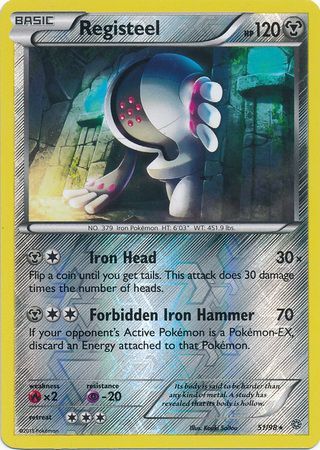 BASIC
Registeel
HP 120
NO. 379 Iron Pokémon HT: 6'03" WT: 451.9 lbs.
Iron Head 30×
Flip a coin until you get tails. This attack does 30 damage
times the number of heads.
Forbidden Iron Hammer 70
If your opponent's Active Pokémon is a Pokémon-EX,
discard an Energy attached to that Pokémon.
weakness resistance
×2 -20
retreat
Its body is said to be harder than
any kind of metal. A study has
revealed that its body is hollow.
©2015 Pokémon
Illus. Kouki Saitou
51/98 ★